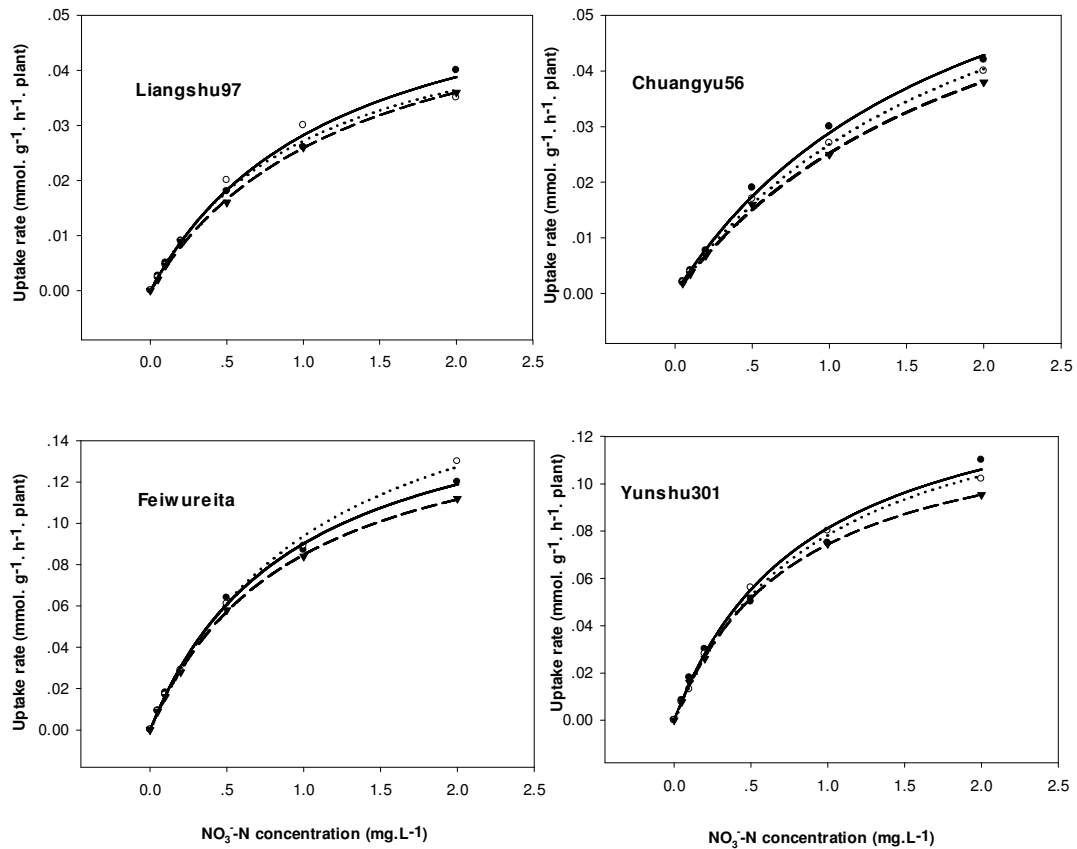 Uptake rate (mmol. g-1. h-1. plant)
.05
.04
.03
.02
.01
0.00
Liangshu97
0.0 .5 1.0 1.5 2.0 2.5
Uptake rate (mmol. g-1. h-1. plant)
.05
.04
.03
.02
.01
0.00
Chuangyu56
0.0 .5 1.0 1.5 2.0 2.5
Uptake rate (mmol. g-1. h-1. plant)
.14
.12
.10
.08
.06
.04
.02
0.00
Feiwureita
0.0 .5 1.0 1.5 2.0 2.5
NO3--N concentration (mg.L-1)
Uptake rate (mmol. g-1. h-1. plant)
.12
.10
.08
.06
.04
.02
0.00
Yunshu301
0.0 .5 1.0 1.5 2.0 2.5
NO3--N concentration (mg.L-1)